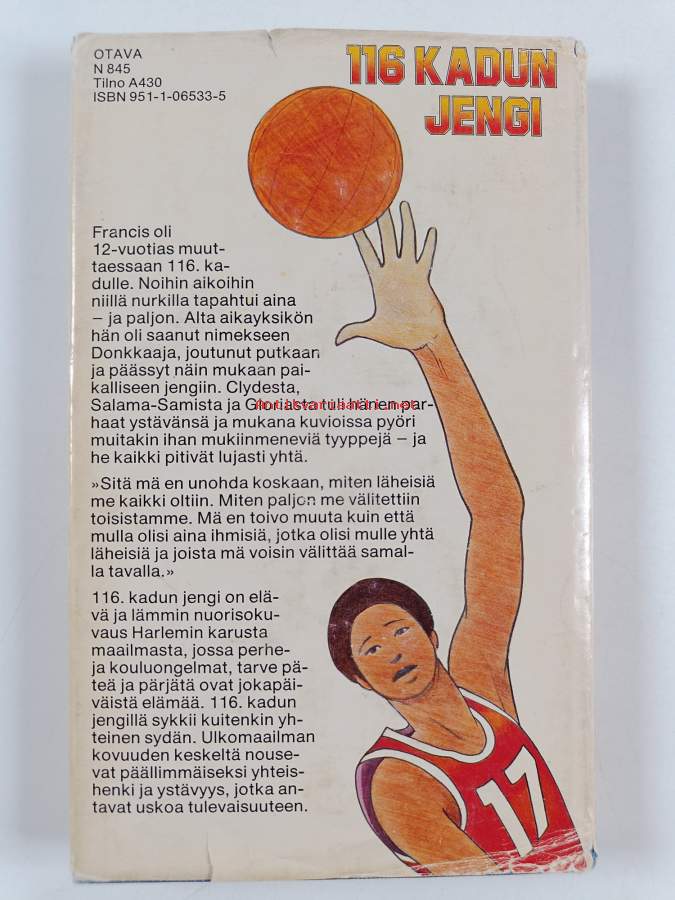 OTAVA
N 845
Tilno A430
ISBN 951-1-06533-5
116 KADUN
JENGI
Francis oli
12-vuotias muut-
taessaan 116. ka-
dulle. Noihin aikoihin
niillä nurkilla tapahtui aina
– ja paljon. Alta aikayksikön
hän oli saanut nimekseen
Donkkaaja, joutunut putkaan
ja päässyt näin mukaan pai-
kalliseen jengiin. Clydesta,
Salama-Samista ja Gloriasta tuli hänen par-
haat ystävänsä ja mukana kuvioissa pyöri
muitakin ihan mukiinmeneviä tyyppejä – ja
he kaikki pitivät lujasti yhtä.
»Sitä mä en unohda koskaan, miten läheisiä
me kaikki oltiin. Miten paljon me välitettiin
toisistamme. Mä en toivo muuta kuin että
mulla olisi aina ihmisiä, jotka olisi mulle yhtä
läheisiä ja joista mä voisin välittää samal-
la tavalla.»
116. kadun jengi on elä-
vä ja lämmin nuorisoku-
vaus Harlemin karusta
maailmasta, jossa perhe-
ja kouluongelmat, tarve pä-
teä ja pärjätä ovat jokapäi-
väistä elämää. 116. kadun
jengillä sykkii kuitenkin yh-
teinen sydän. Ulkomaailman
kovuuden keskeltä nouse-
vat päällimmäiseksi yhteis-
henki ja ystävyys, jotka an-
tavat uskoa tulevaisuuteen.
17